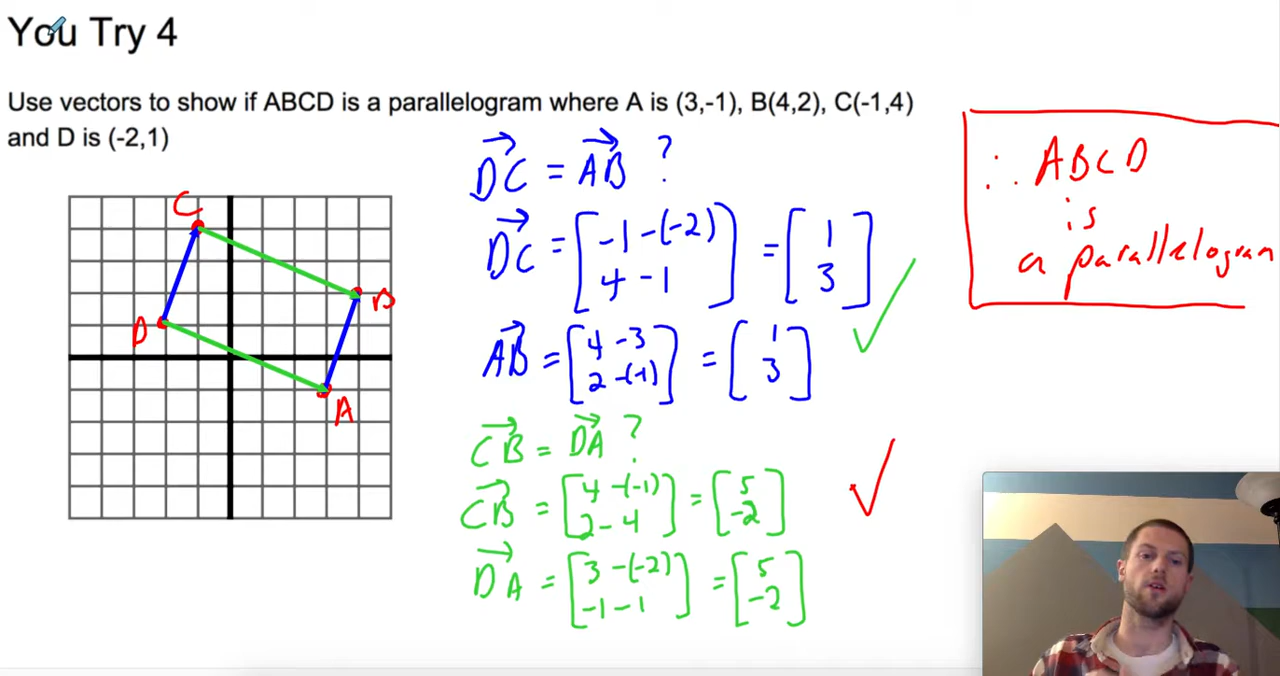 You Try 4
Use vectors to show if ABCD is a parallelogram where A is (3,-1), B(4,2), C(-1,4)
and D is (-2,1)
C
B
D
A
→DC = →AB ?
→DC = [-1 -(-2)
4 - 1] = [1
3] ✓
→AB = [4 -3
2 -(-1)] = [1
3]
→CB = →DA ?
→CB = [4 -(-1)
2 - 4] = [5
-2] ✓
→DA = [3 -(-2)
-1 - 1] = [5
-2]
∴ ABCD
is
a parallelogram